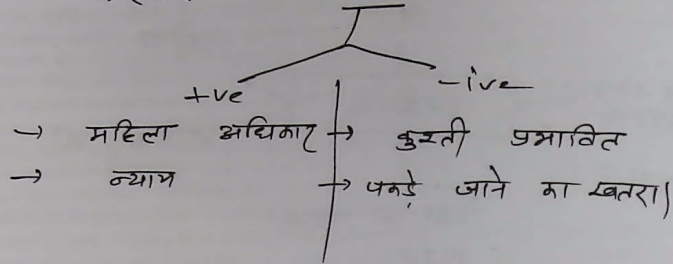 I
+ve -ive
→ महिला अधिकार → कुश्ती प्रभावित
→ न्याय → पकड़े जाने का खतरा।